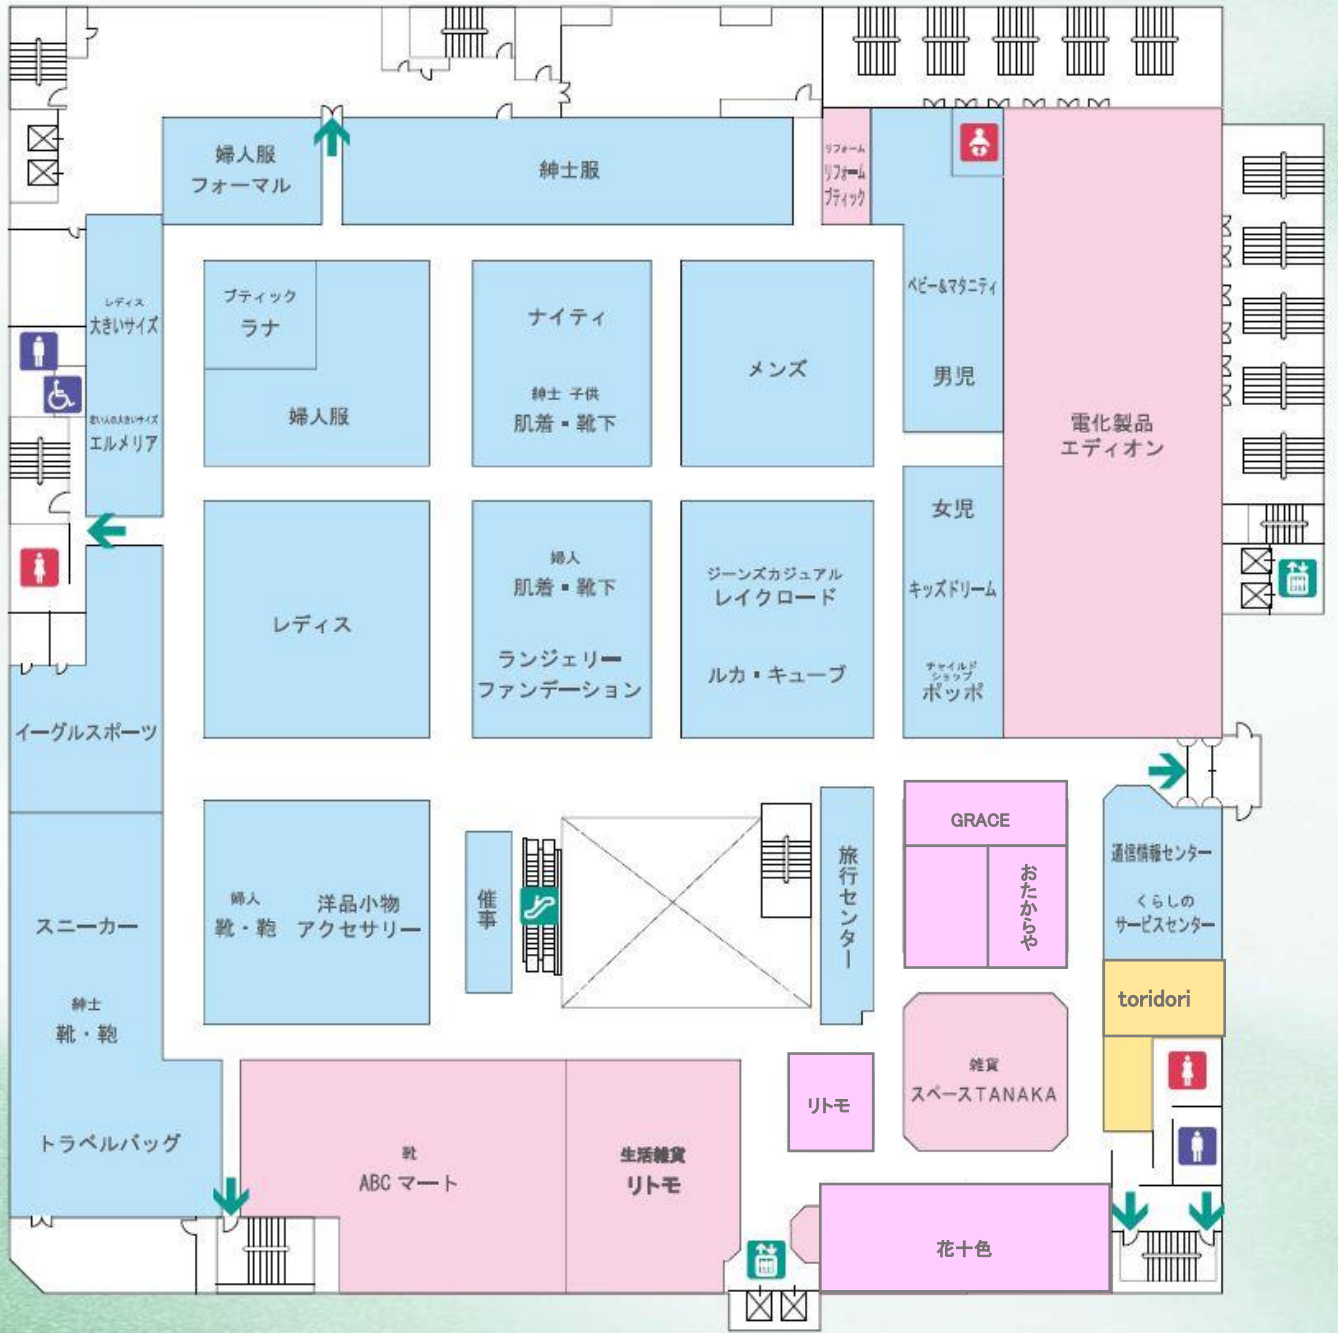 婦人服
フォーマル
紳士服
リフォーム
リフォーム
ブティック
レディス
大きいサイズ
エルメリア
ブティック
ラナ
婦人服
ナイティ
紳士 子供
肌着・靴下
メンズ
ベビー&マタニティ
男児
電化製品
エディオン
レディス
婦人
肌着・靴下
ランジェリー
ファンデーション
ジーンズカジュアル
レイクロード
ルカ・キューブ
女児
キッズドリーム
チャイルド
ショップ
ポッポ
イーグルスポーツ
スニーカー
紳士
靴・鞄
トラベルバッグ
婦人
靴・鞄
洋品小物
アクセサリー
催事
旅行センター
GRACE
おたからや
通信情報センター
くらしの
サービスセンター
toridori
雑貨
スペースTANAKA
リトモ
靴
ABC マート
生活雑貨
リトモ
花十色